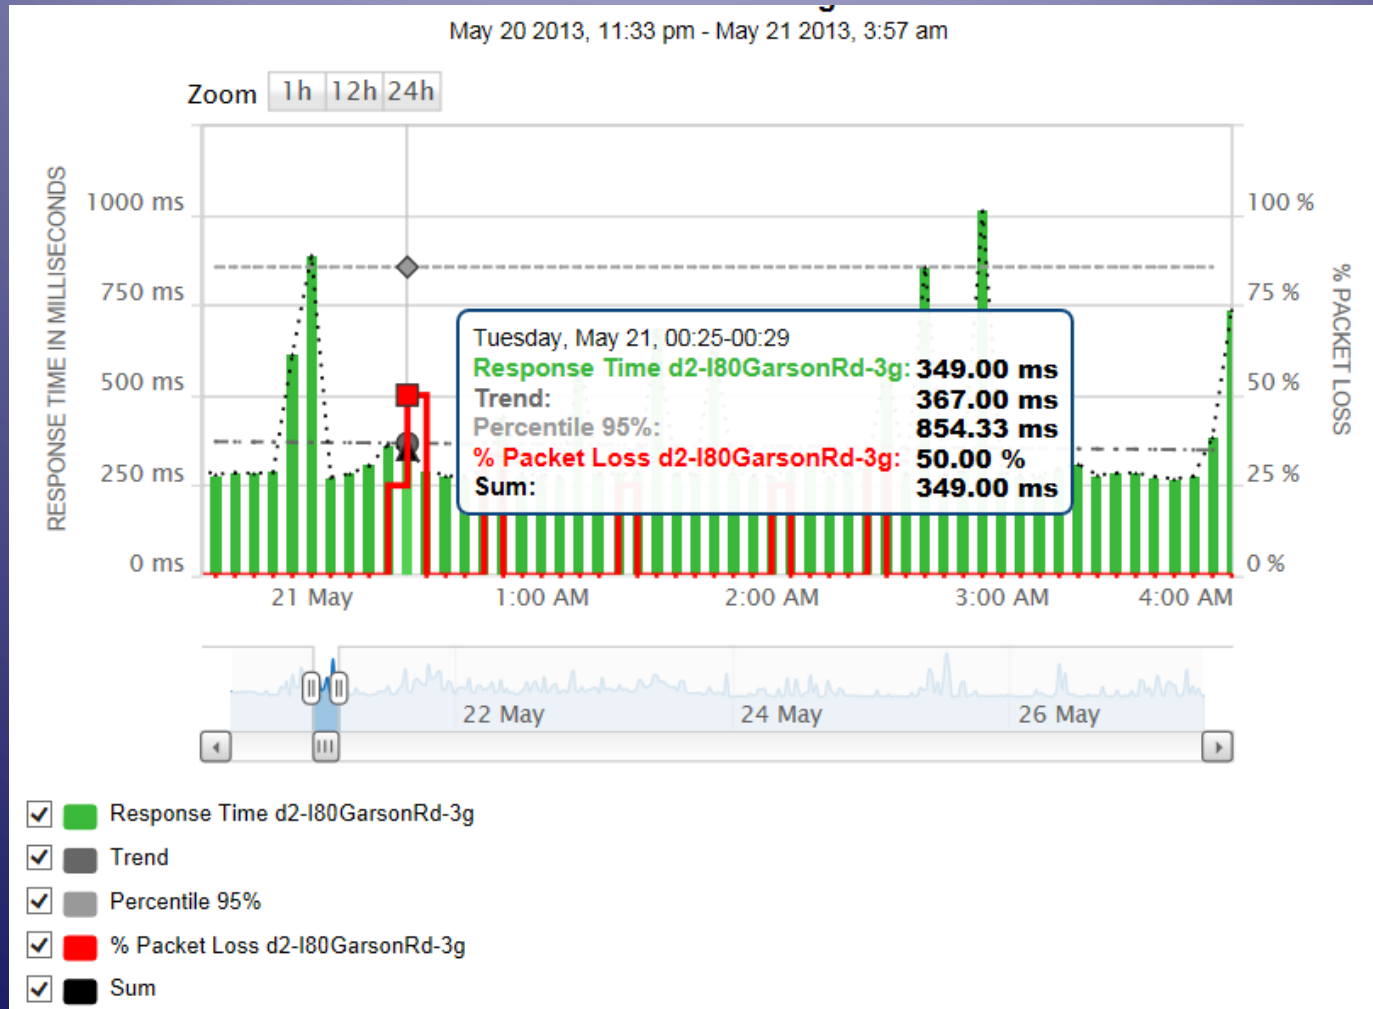 May 20 2013, 11:33 pm - May 21 2013, 3:57 am
Zoom 1h 12h 24h
RESPONSE TIME IN MILLISECONDS
1000 ms
750 ms
500 ms
250 ms
0 ms
100 %
75 %
50 %
25 %
0 %
% PACKET LOSS
Tuesday, May 21, 00:25-00:29
Response Time d2-I80GarsonRd-3g: 349.00 ms
Trend: 367.00 ms
Percentile 95%: 854.33 ms
% Packet Loss d2-I80GarsonRd-3g: 50.00 %
Sum: 349.00 ms
21 May 1:00 AM 2:00 AM 3:00 AM 4:00 AM
22 May 24 May 26 May
Response Time d2-I80GarsonRd-3g
Trend
Percentile 95%
% Packet Loss d2-I80GarsonRd-3g
Sum